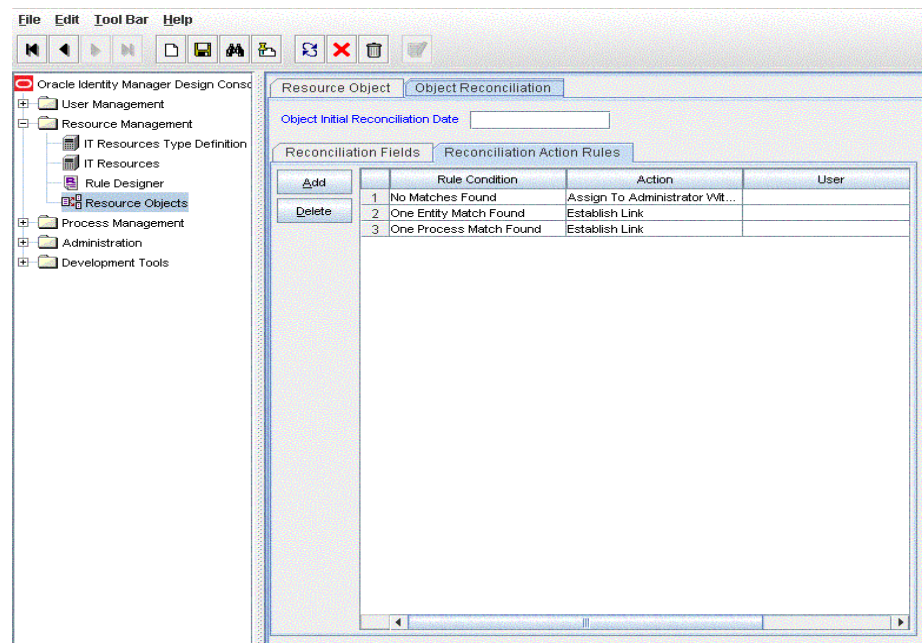 File Edit Tool Bar Help
Oracle Identity Manager Design Conso
User Management
Resource Management
IT Resources Type Definition
IT Resources
Rule Designer
Resource Objects
Process Management
Administration
Development Tools
Resource Object Object Reconciliation
Object Initial Reconciliation Date
Reconciliation Fields Reconciliation Action Rules
Add
Delete
Rule Condition Action User
1 No Matches Found Assign To Administrator Wit...
2 One Entity Match Found Establish Link
3 One Process Match Found Establish Link